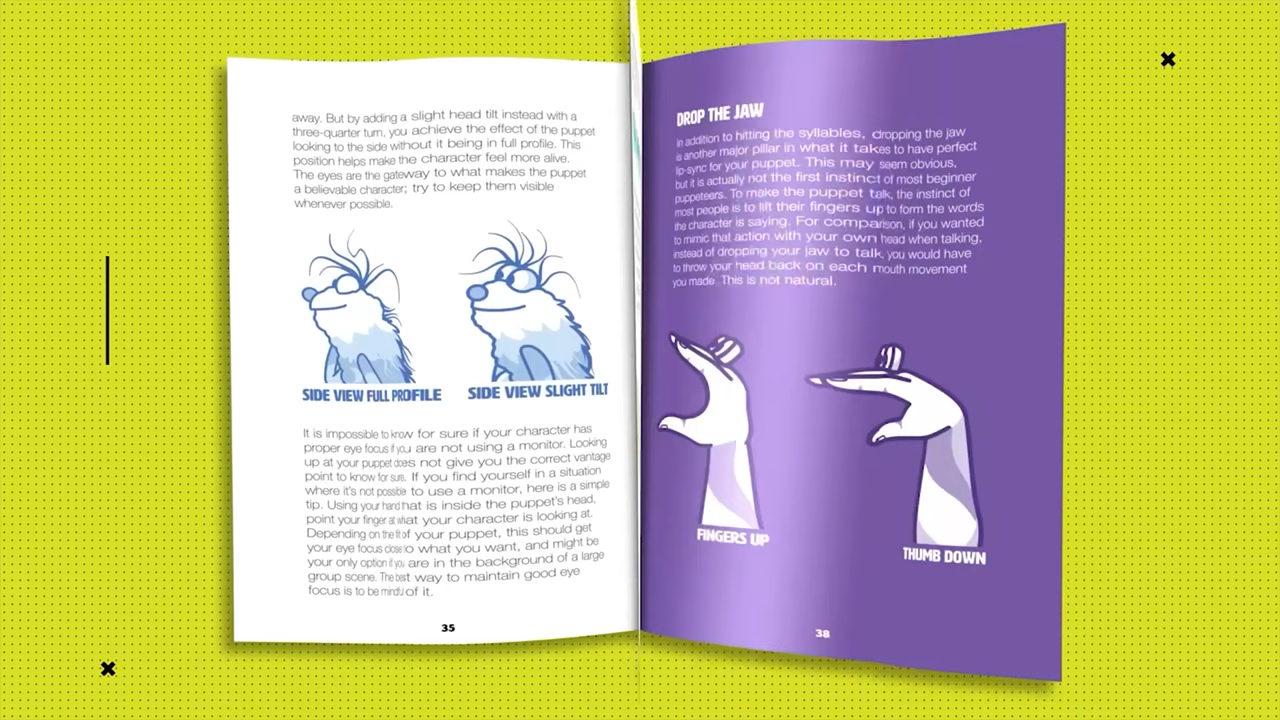 away. But by adding a slight head tilt instead with a
three-quarter turn, you achieve the effect of the puppet
looking to the side without it being in full profile. This
position helps make the character feel more alive.
The eyes are the gateway to what makes the puppet
a believable character; try to keep them visible
whenever possible.
SIDE VIEW FULL PROFILE
SIDE VIEW SLIGHT TILT
It is impossible to know for sure if your character has
proper eye focus if you are not using a monitor. Looking
up at your puppet does not give you the correct vantage
point to know for sure. If you find yourself in a situation
where it's not possible to use a monitor, here is a simple
tip. Using your hand that is inside the puppet's head,
point your finger at what your character is looking at.
Depending on the fit of your puppet, this should get
your eye focus close to what you want, and might be
your only option if you are in the background of a large
group scene. The best way to maintain good eye
focus is to be mindful of it.
35
DROP THE JAW
In addition to hitting the syllables, dropping the jaw
is another major pillar in what it takes to have perfect
lip-sync for your puppet. This may seem obvious,
but it is actually not the first instinct of most beginner
puppeteers. To make the puppet talk, the instinct of
most people is to lift their fingers up to form the words
the character is saying. For comparison, if you wanted
to mimic that action with your own head when talking,
instead of dropping your jaw to talk, you would have
to throw your head back on each mouth movement
you made. This is not natural.
FINGERS UP
THUMB DOWN
38